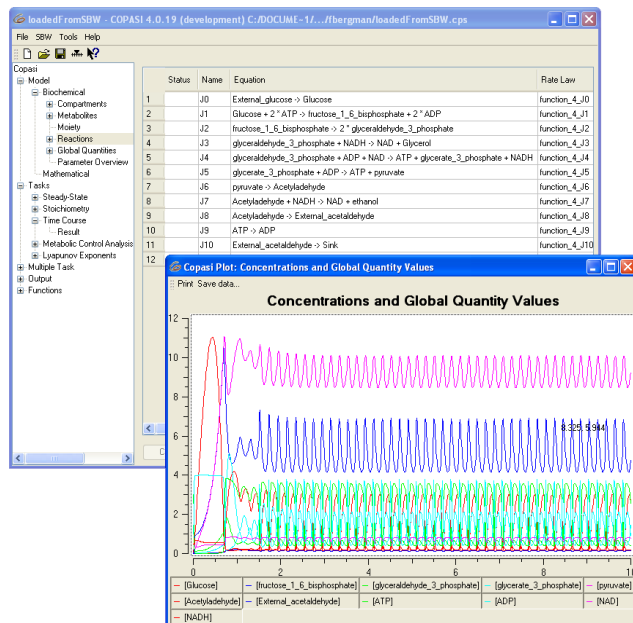 loadedFromSBW - COPASI 4.0.19 (development) C:/DOCUME~1/.../fbergman/loadedFromSBW.cps
File SBW Tools Help
Copasi
Model
Biochemical
Compartments
Metabolites
Moiety
Reactions
Global Quantities
Parameter Overview
Mathematical
Tasks
Steady-State
Stoichiometry
Time Course
Result
Metabolic Control Analysis
Lyapunov Exponents
Multiple Task
Output
Functions
Status Name Equation Rate Law
1 J0 External_glucose -> Glucose function_4_J0
2 J1 Glucose + 2 * ATP -> fructose_1_6_bisphosphate + 2 * ADP function_4_J1
3 J2 fructose_1_6_bisphosphate -> 2 * glyceraldehyde_3_phosphate function_4_J2
4 J3 glyceraldehyde_3_phosphate + NADH -> NAD + Glycerol function_4_J3
5 J4 glyceraldehyde_3_phosphate + ADP + NAD -> ATP + glycerate_3_phosphate + NADH function_4_J4
6 J5 glycerate_3_phosphate + ADP -> ATP + pyruvate function_4_J5
7 J6 pyruvate -> Acetyladehyde function_4_J6
8 J7 Acetyladehyde + NADH -> NAD + ethanol function_4_J7
9 J8 Acetyladehyde -> External_acetaldehyde function_4_J8
10 J9 ATP -> ADP function_4_J9
11 J10 External_acetaldehyde -> Sink function_4_J10
12
C
Copasi Plot: Concentrations and Global Quantity Values
Print Save data...
Concentrations and Global Quantity Values
12
10
8
6
4
2
0
8.325, 5.944
0 2 4 6 8 10
[Glucose] [fructose_1_6_bisphosphate] [glyceraldehyde_3_phosphate] [glycerate_3_phosphate] [pyruvate]
[Acetyladehyde] [External_acetaldehyde] [ATP] [ADP] [NAD]
[NADH]